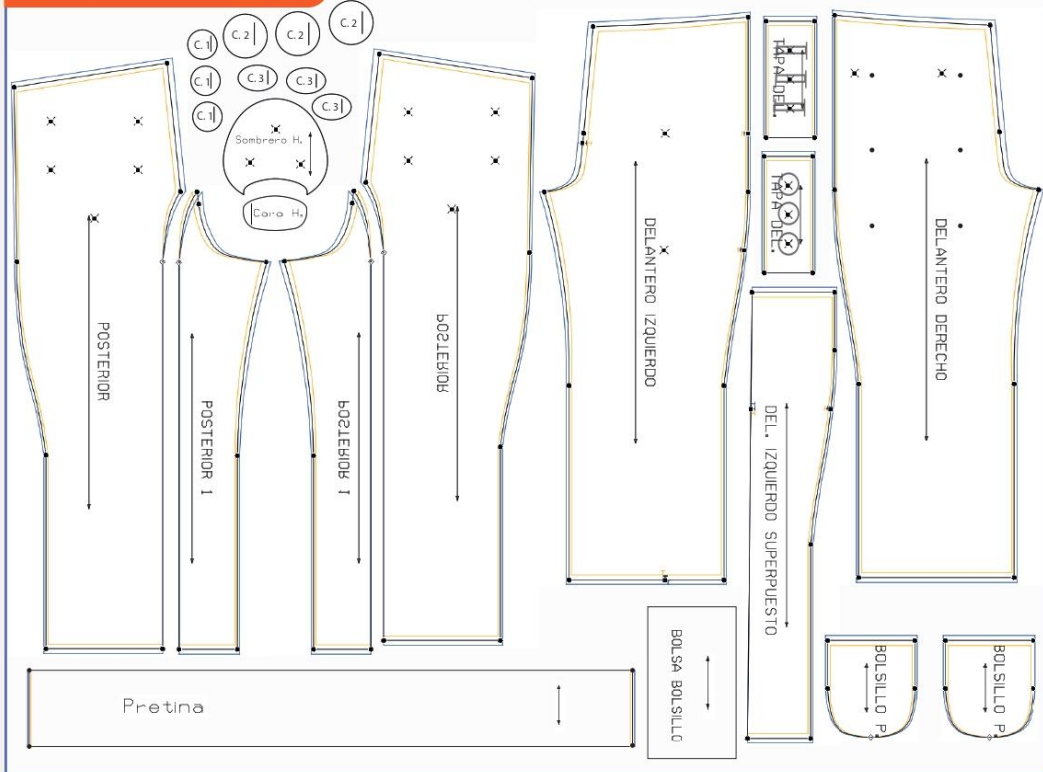 C. 1
C. 2
C. 2
C. 2
C. 1
C. 3
C. 3
C. 1
C. 3
Sombrero H.
Cara H.
POSTERIOR
POSTERIOR 1
POSTERIOR 1
POSTERIOR
DELANTERO IZQUIERDO
TAPA DEL.
TAPA DEL.
DELANTERO DERECHO
DEL. IZQUIERDO SUPERPUESTO
BOLSA BOLSILLO
BOLSILLO P.
BOLSILLO P.
Pretina